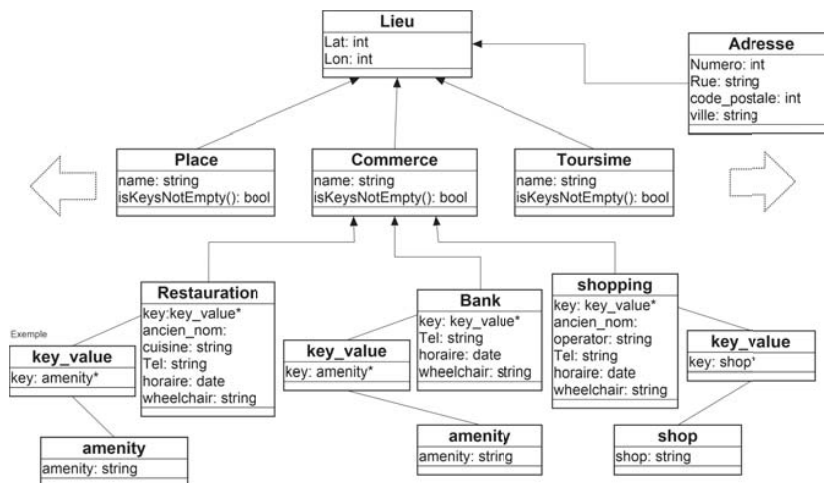 Lieu
Lat: int
Lon: int
Adresse
Numero: int
Rue: string
code_postale: int
ville: string
Place
name: string
isKeysNotEmpty(): bool
Commerce
name: string
isKeysNotEmpty(): bool
Toursime
name: string
isKeysNotEmpty(): bool
Restauration
key:key_value*
ancien_nom:
cuisine: string
Tel: string
horaire: date
wheelchair: string
Bank
key: key_value*
Tel: string
horaire: date
wheelchair: string
shopping
key: key_value*
ancien_nom:
operator: string
Tel: string
horaire: date
wheelchair: string
Exemple
key_value
key: amenity*
key_value
key: amenity*
key_value
key: shop*
amenity
amenity: string
amenity
amenity: string
shop
shop: string